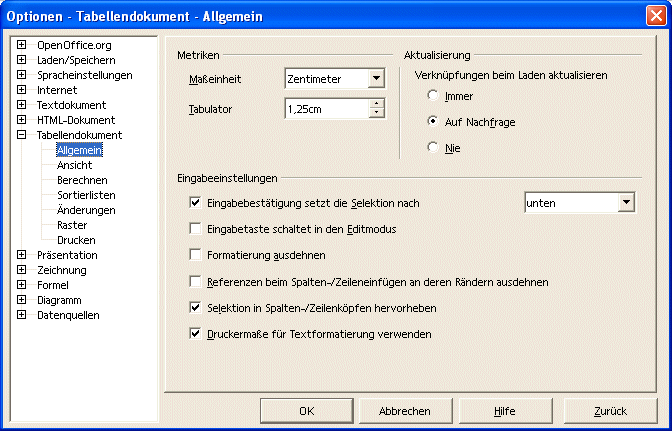 Optionen - Tabellendokument - Allgemein
OpenOffice.org
Laden/Speichern
Spracheinstellungen
Internet
Textdokument
HTML-Dokument
Tabellendokument
Allgemein
Ansicht
Berechnen
Sortierlisten
Änderungen
Raster
Drucken
Präsentation
Zeichnung
Formel
Diagramm
Datenquellen
Metriken
Maßeinheit Zentimeter
Tabulator 1,25cm
Aktualisierung
Verknüpfungen beim Laden aktualisieren
Immer
Auf Nachfrage
Nie
Eingabeeinstellungen
Eingabebestätigung setzt die Selektion nach unten
Eingabetaste schaltet in den Editmodus
Formatierung ausdehnen
Referenzen beim Spalten-/Zeileneinfügen an deren Rändern ausdehnen
Selektion in Spalten-/Zeilenköpfen hervorheben
Druckermaße für Textformatierung verwenden
OK Abbrechen Hilfe Zurück